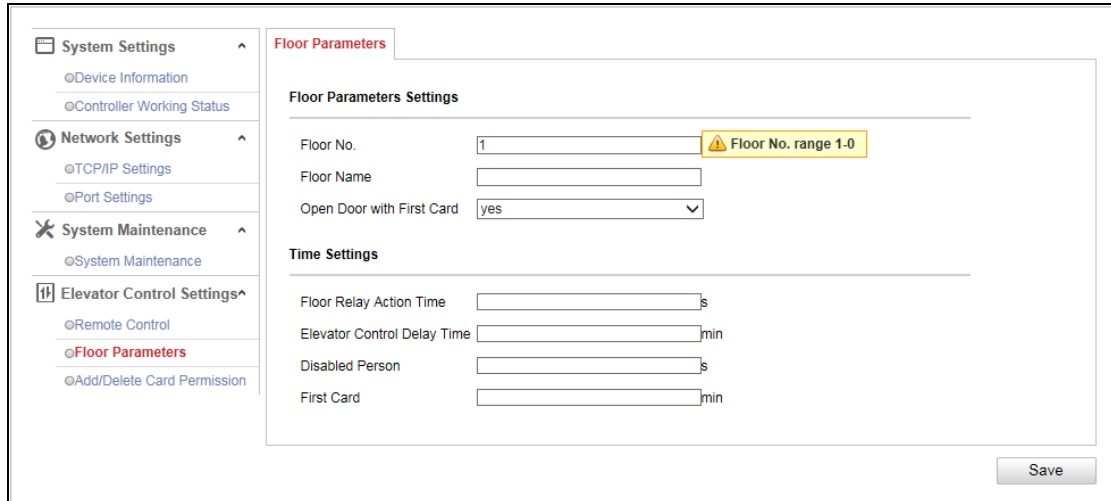 System Settings
Device Information
Controller Working Status
Network Settings
TCP/IP Settings
Port Settings
System Maintenance
System Maintenance
Elevator Control Settings
Remote Control
Floor Parameters
Add/Delete Card Permission
Floor Parameters
Floor Parameters Settings
Floor No. 1 Floor No. range 1-0
Floor Name
Open Door with First Card yes
Time Settings
Floor Relay Action Time s
Elevator Control Delay Time min
Disabled Person s
First Card min
Save